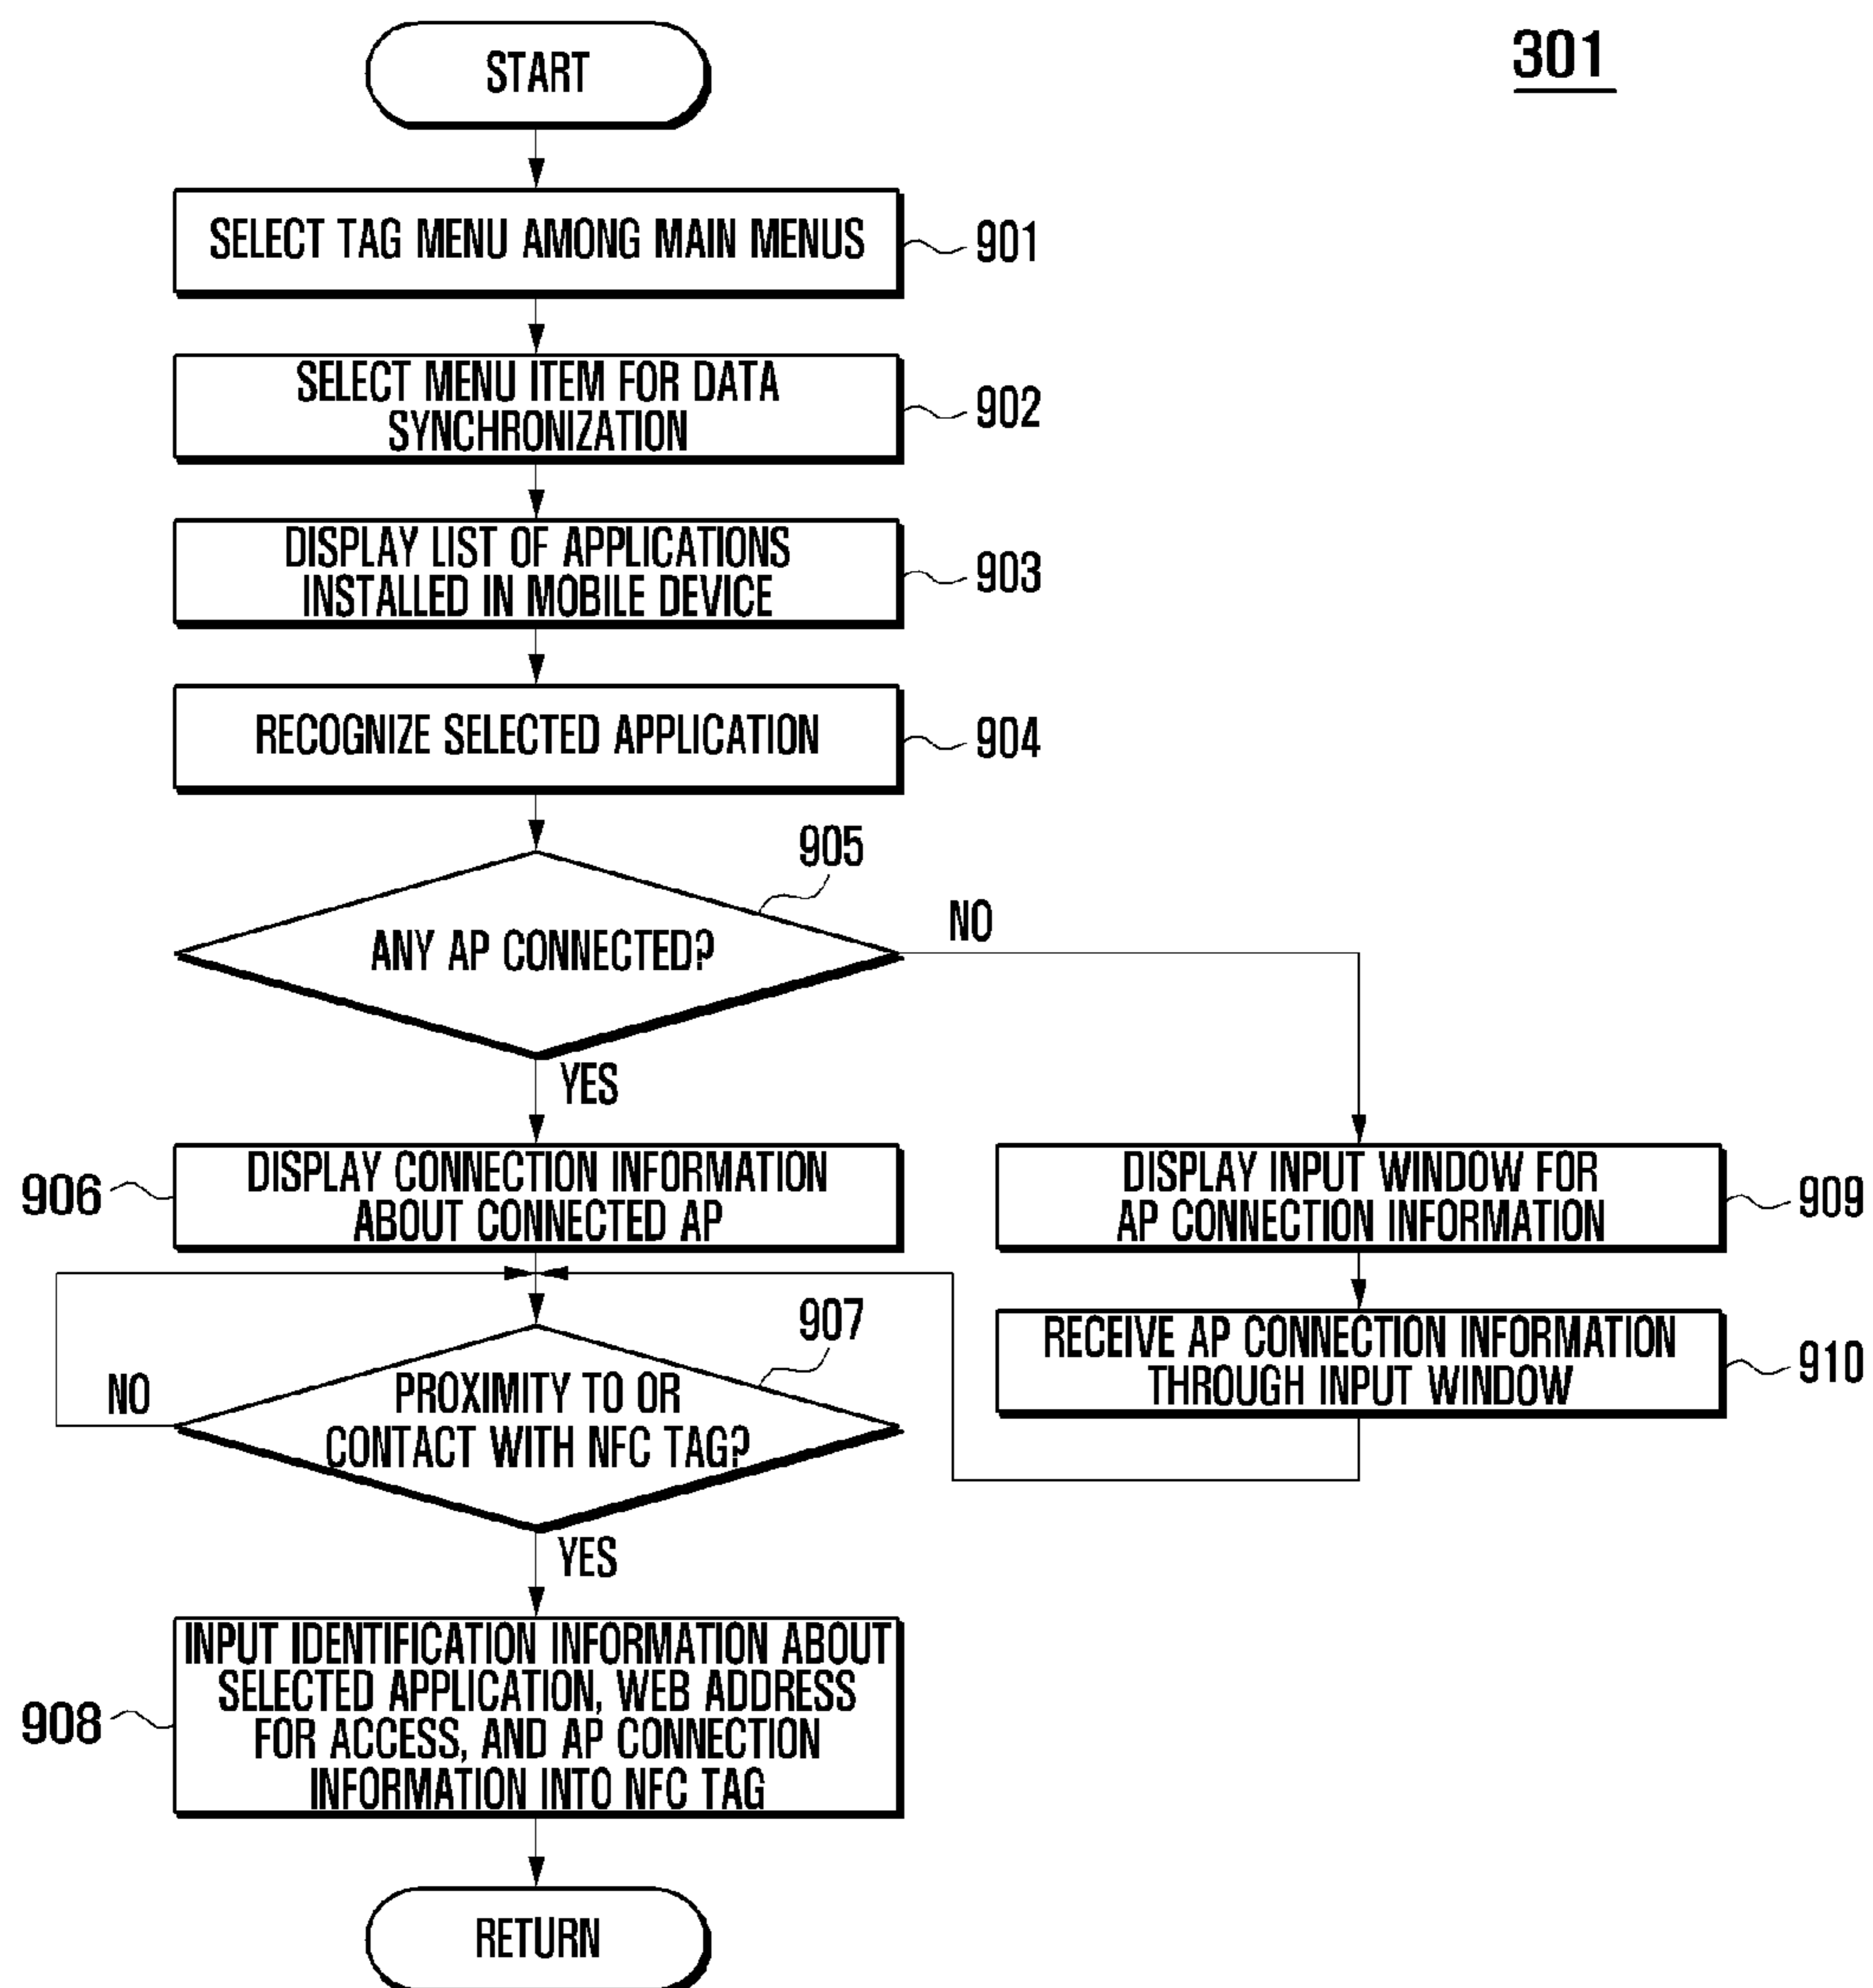 301
START
SELECT TAG MENU AMONG MAIN MENUS
901
SELECT MENU ITEM FOR DATA
SYNCHRONIZATION
902
DISPLAY LIST OF APPLICATIONS
INSTALLED IN MOBILE DEVICE
903
RECOGNIZE SELECTED APPLICATION
904
905
ANY AP CONNECTED?
NO
YES
906
DISPLAY CONNECTION INFORMATION
ABOUT CONNECTED AP
DISPLAY INPUT WINDOW FOR
AP CONNECTION INFORMATION
909
907
PROXIMITY TO OR
CONTACT WITH NFC TAG?
NO
RECEIVE AP CONNECTION INFORMATION
THROUGH INPUT WINDOW
910
YES
908
INPUT IDENTIFICATION INFORMATION ABOUT
SELECTED APPLICATION, WEB ADDRESS
FOR ACCESS, AND AP CONNECTION
INFORMATION INTO NFC TAG
RETURN